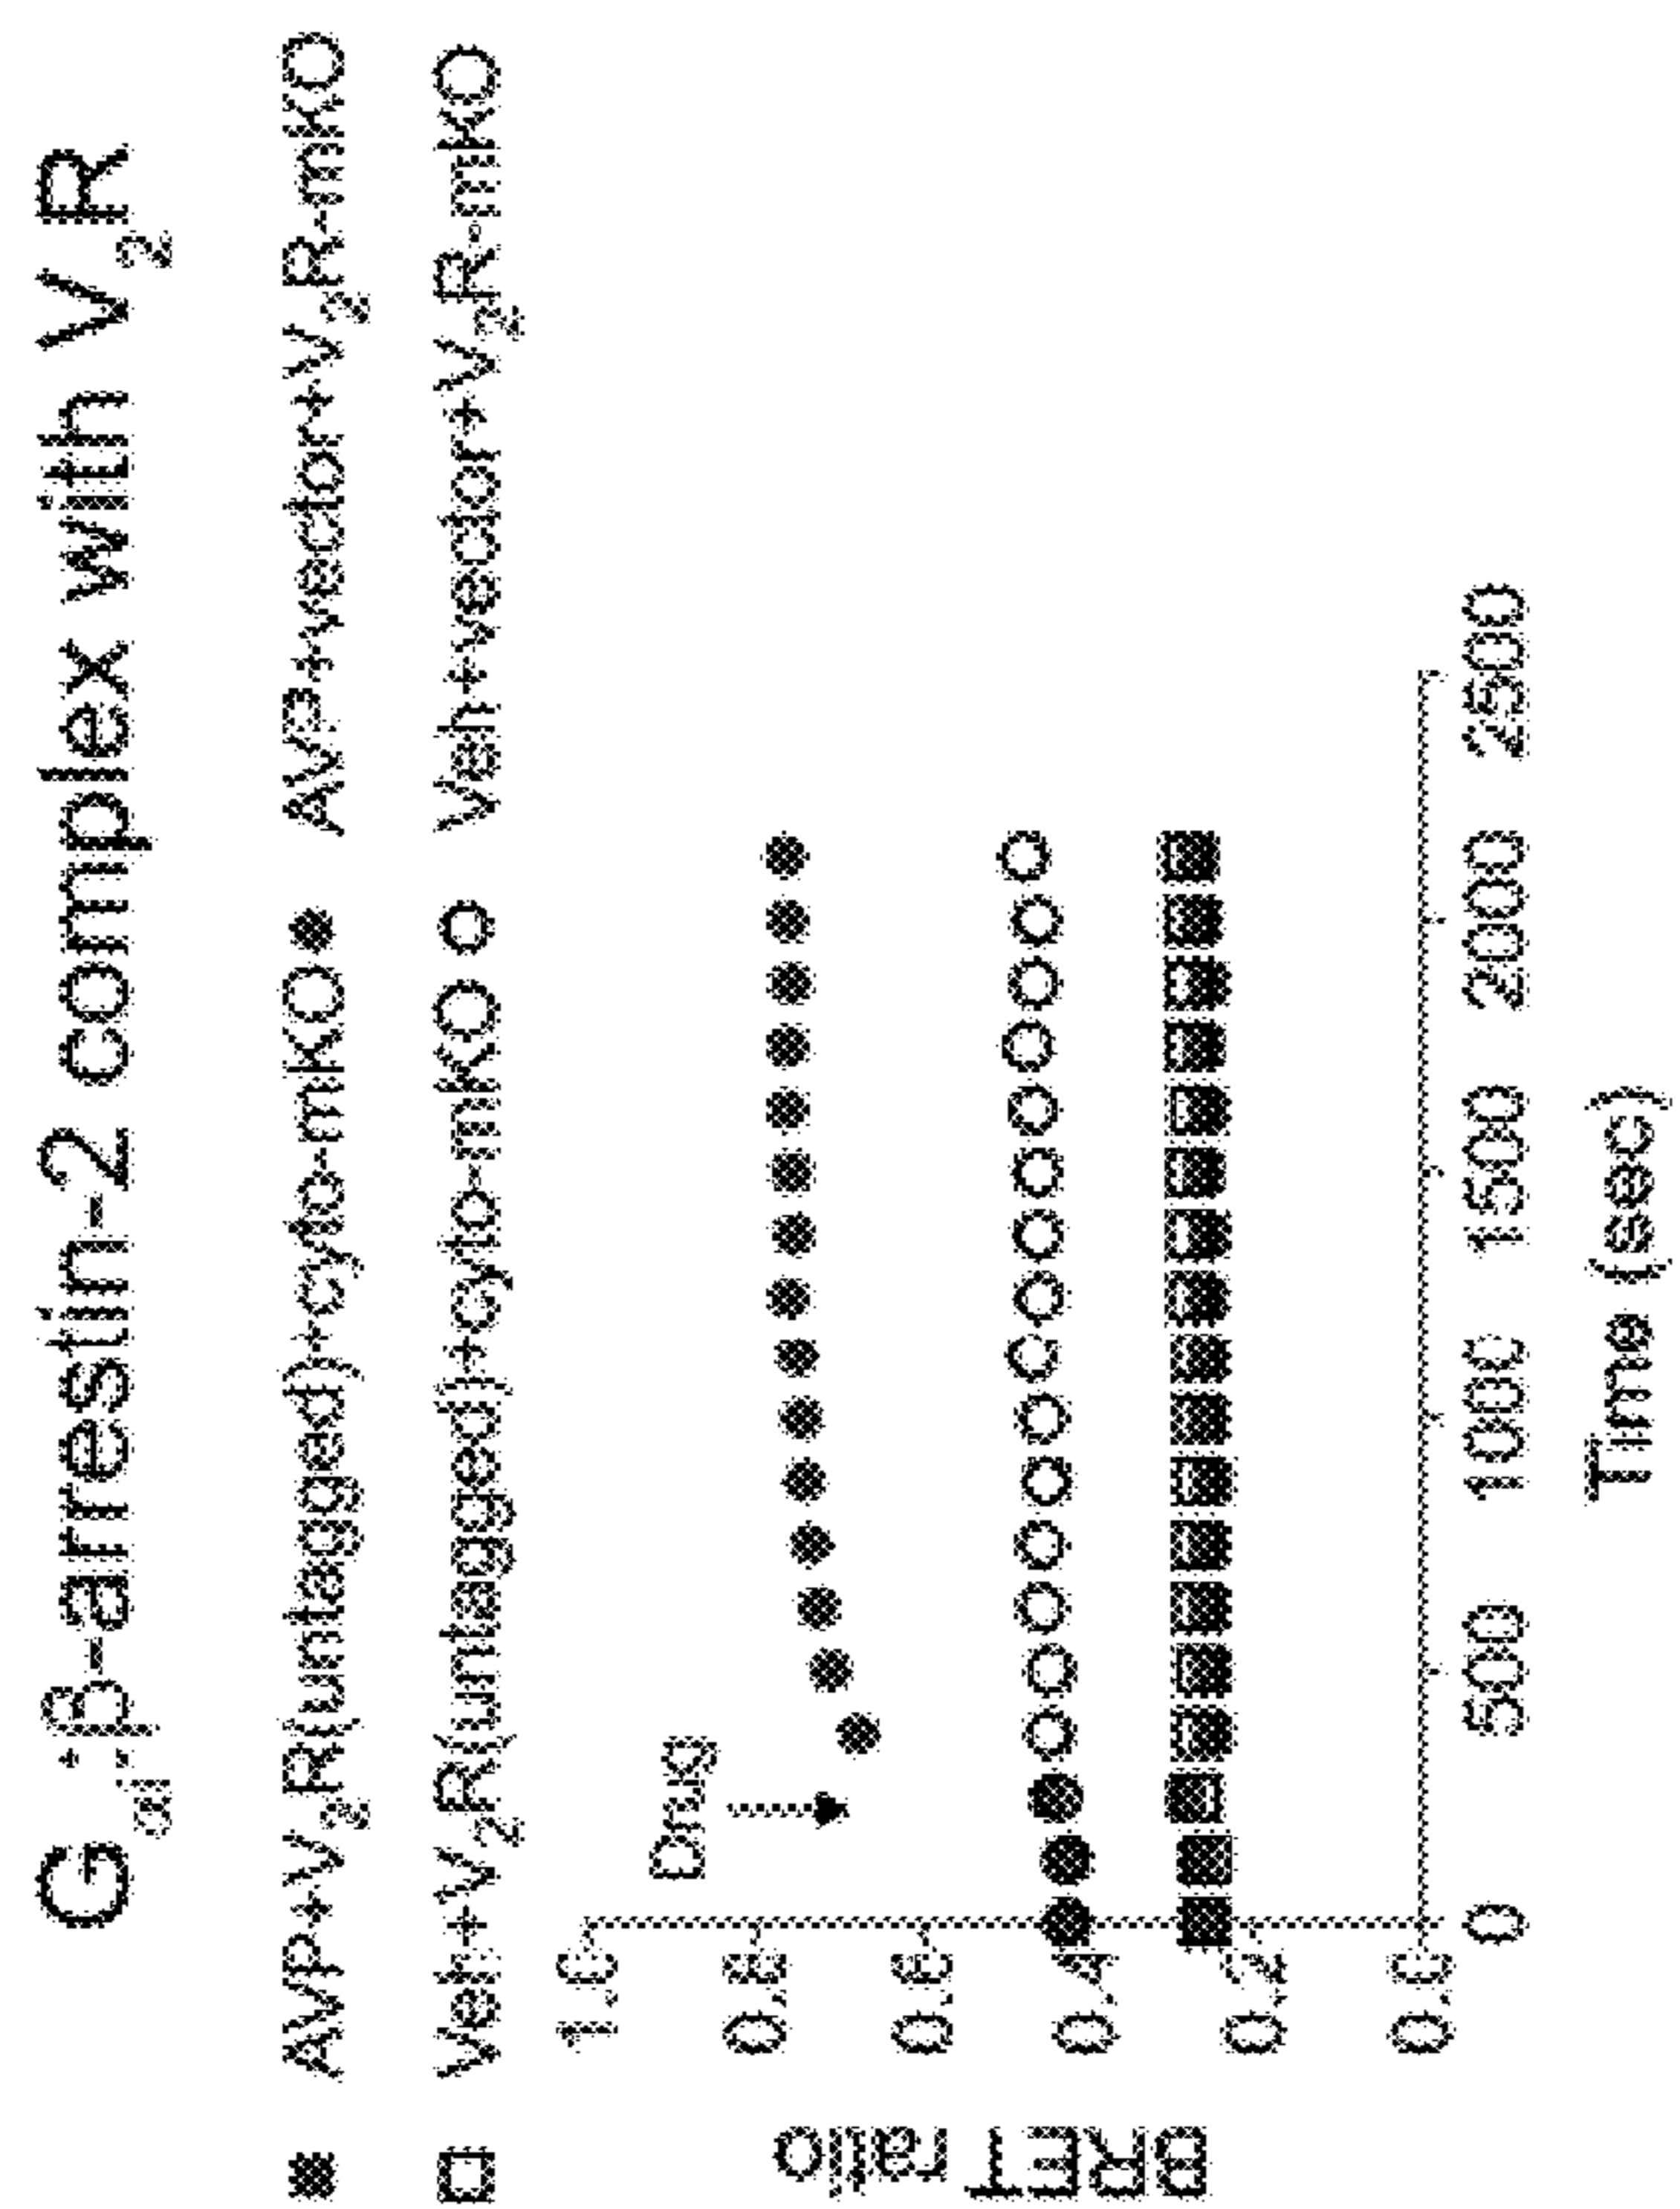 Gαi:β-arrestin-2 complex with V2R
■ AVP+V2R(untagged)+cyto-mKO ● AVP+vector+V2R-mKO
□ Veh+V2R(untagged)+cyto-mKO ○ Veh+vector+V2R-mKO
Drug
BRET ratio
1.0
0.8
0.6
0.4
0.2
0.0
0 500 1000 1500 2000 2500
Time (sec)